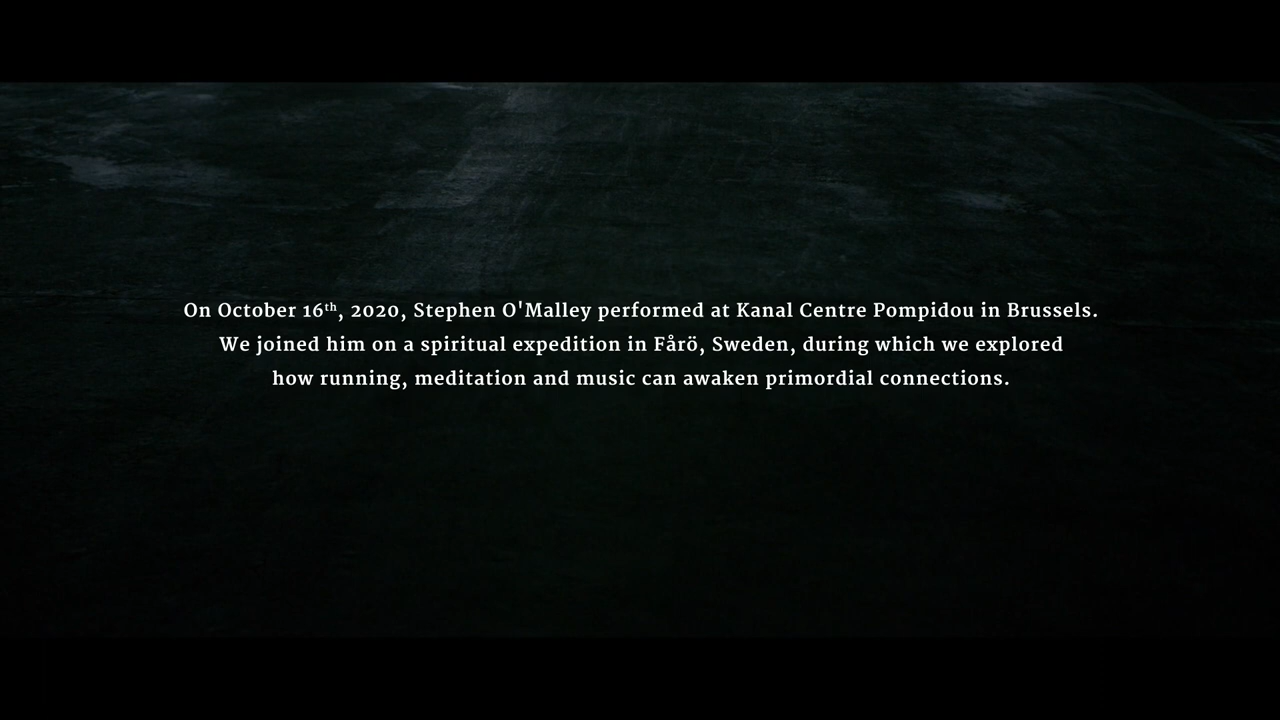 On October 16th, 2020, Stephen O'Malley performed at Kanal Centre Pompidou in Brussels.
We joined him on a spiritual expedition in Fårö, Sweden, during which we explored
how running, meditation and music can awaken primordial connections.